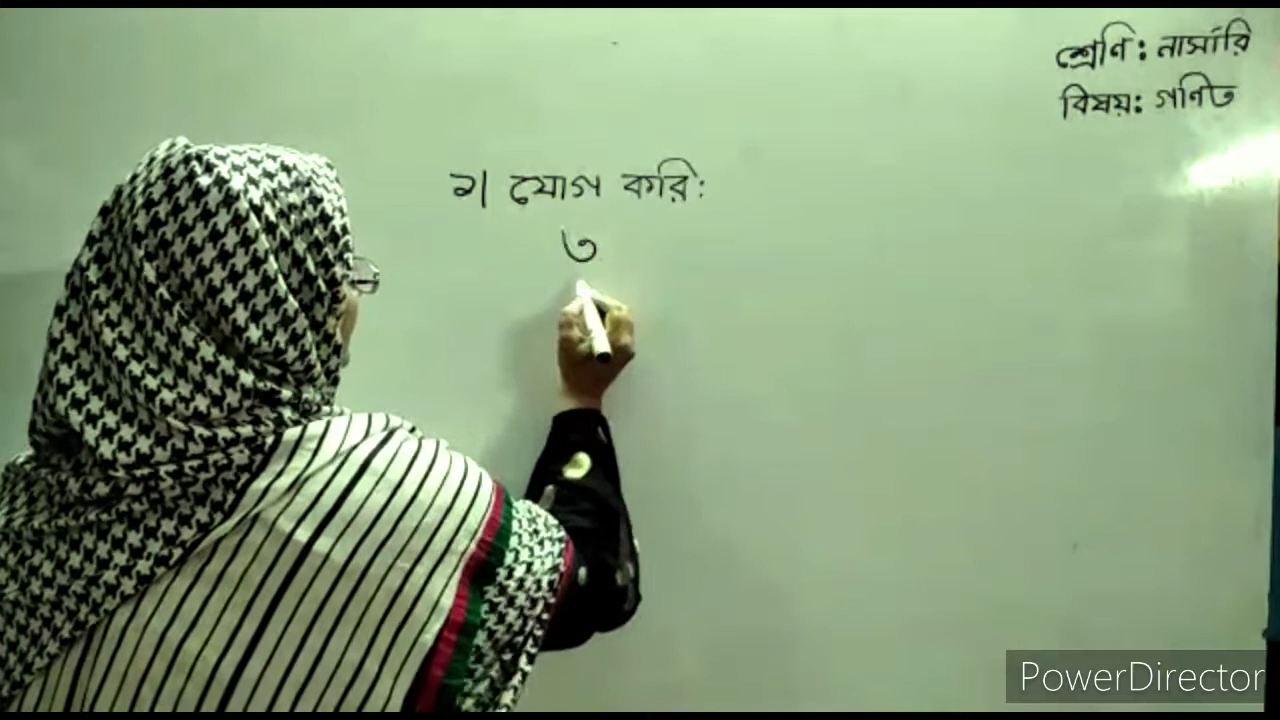 শ্রেণি: নার্সারি
বিষয়: গণিত
১। যোগ করি:
৩
PowerDirector